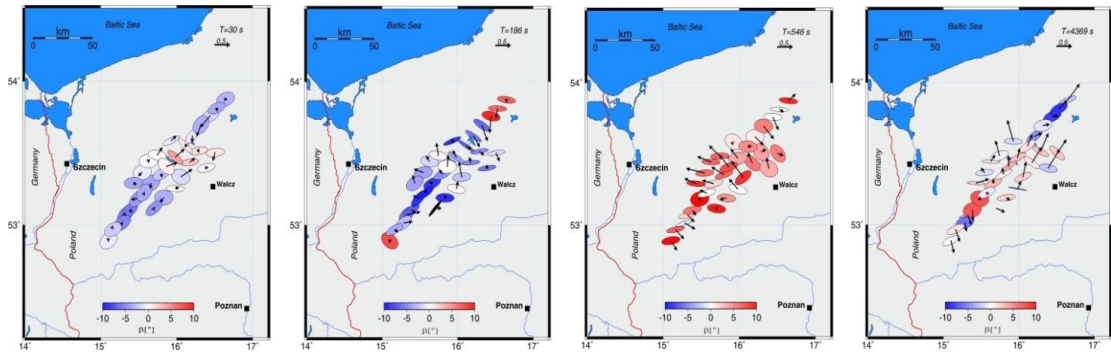 Baltic Sea
km
0 50
T=30 s
0.5
54°
Germany
Szczecin
Wałcz
53°
Poland
Poznan
-10 -5 0 5 10
β[°]
14° 15° 16° 17°
Baltic Sea
km
0 50
T=186 s
0.5
54°
Germany
Szczecin
Wałcz
53°
Poland
Poznan
-10 -5 0 5 10
β[°]
14° 15° 16° 17°
Baltic Sea
km
0 50
T=546 s
0.5
54°
Germany
Szczecin
Wałcz
53°
Poland
Poznan
-10 -5 0 5 10
β[°]
14° 15° 16° 17°
Baltic Sea
km
0 50
T=4369 s
0.5
54°
Germany
Szczecin
Wałcz
53°
Poland
Poznan
-10 -5 0 5 10
β[°]
14° 15° 16° 17°